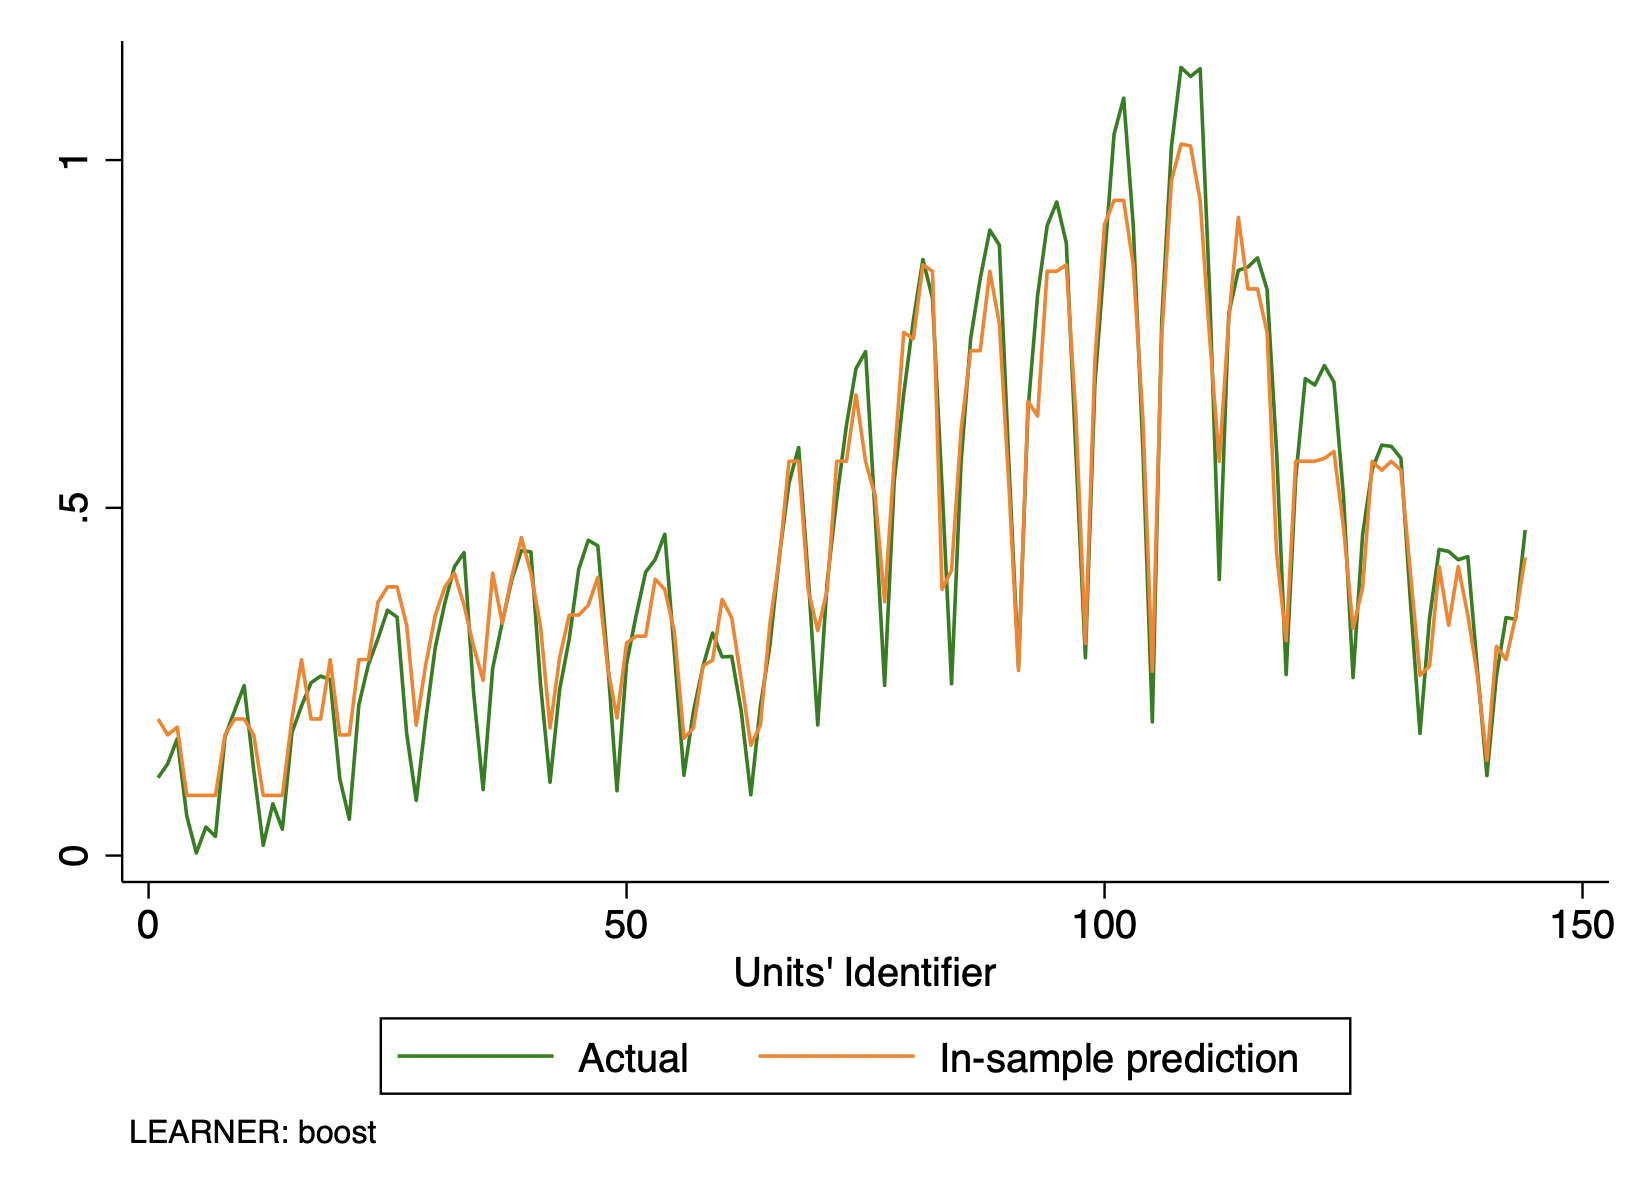 1
.5
0
0 50 100 150
Units' Identifier
Actual In-sample prediction
LEARNER: boost